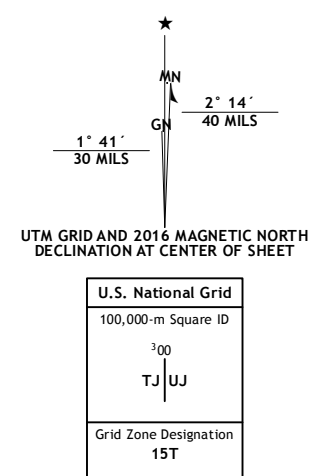 ★
MN
2° 14´
GN
40 MILS
1° 41´
30 MILS
UTM GRID AND 2016 MAGNETIC NORTH
DECLINATION AT CENTER OF SHEET
U.S. National Grid
100,000-m Square ID
³00
TJ UJ
Grid Zone Designation
15T